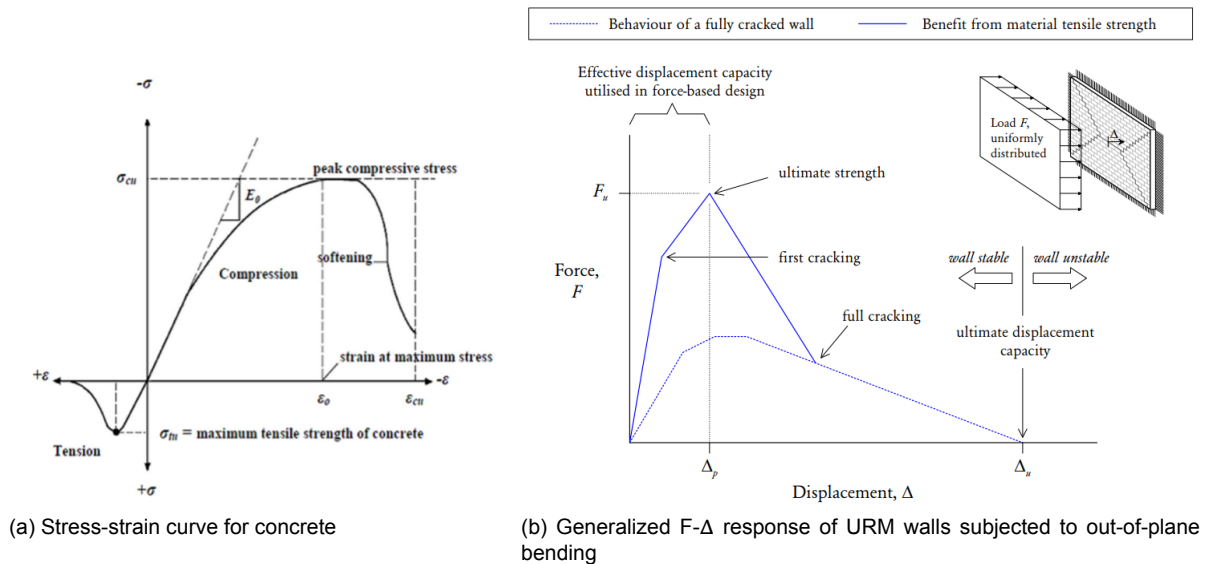 -σ
σcu
peak compressive stress
E0
softening
Compression
strain at maximum stress
+ε
-ε
εo
εcu
σtu = maximum tensile strength of concrete
Tension
+σ
(a) Stress-strain curve for concrete
Behaviour of a fully cracked wall
Benefit from material tensile strength
Effective displacement capacity
utilised in force-based design
Load F,
uniformly
distributed
Δ
ultimate strength
Fu
first cracking
Force,
F
wall stable
wall unstable
full cracking
ultimate displacement
capacity
Δp
Δu
Displacement, Δ
(b) Generalized F-Δ response of URM walls subjected to out-of-plane
bending